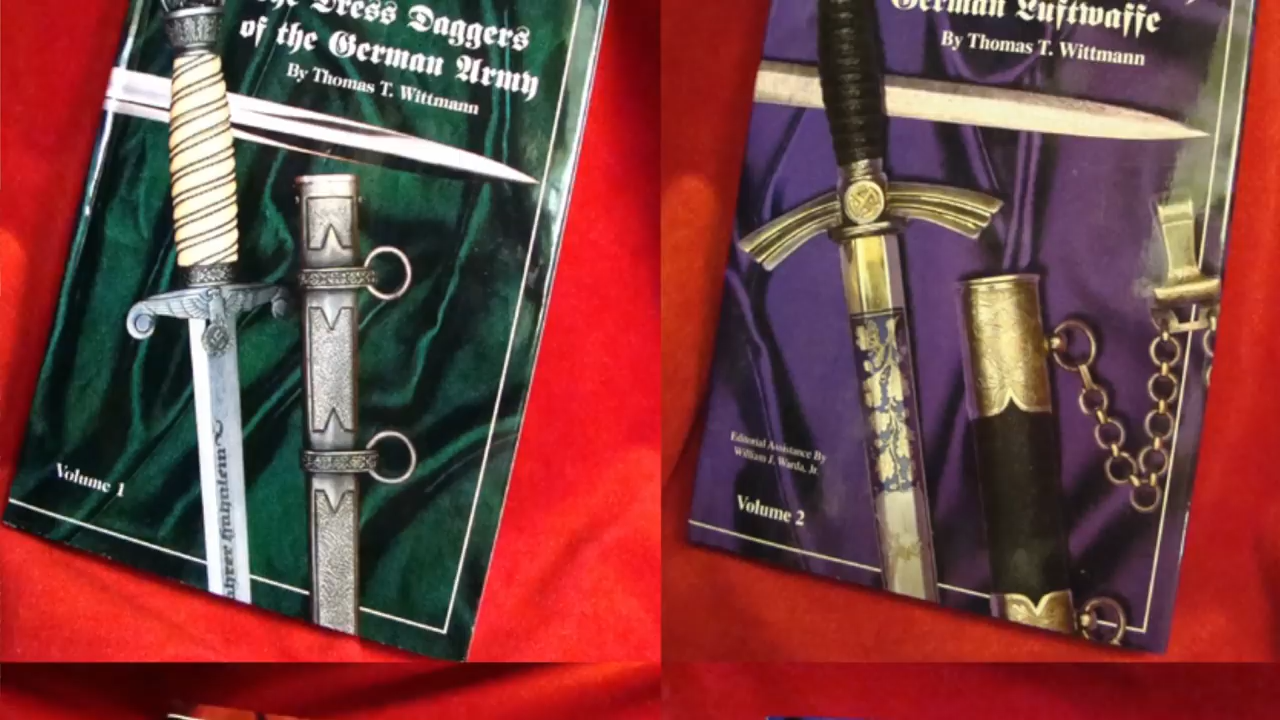 The Dress Daggers
of the German Army
By Thomas T. Wittmann
Volume 1
German Luftwaffe
By Thomas T. Wittmann
Editorial Assistance By
William J. Warda, Jr.
Volume 2